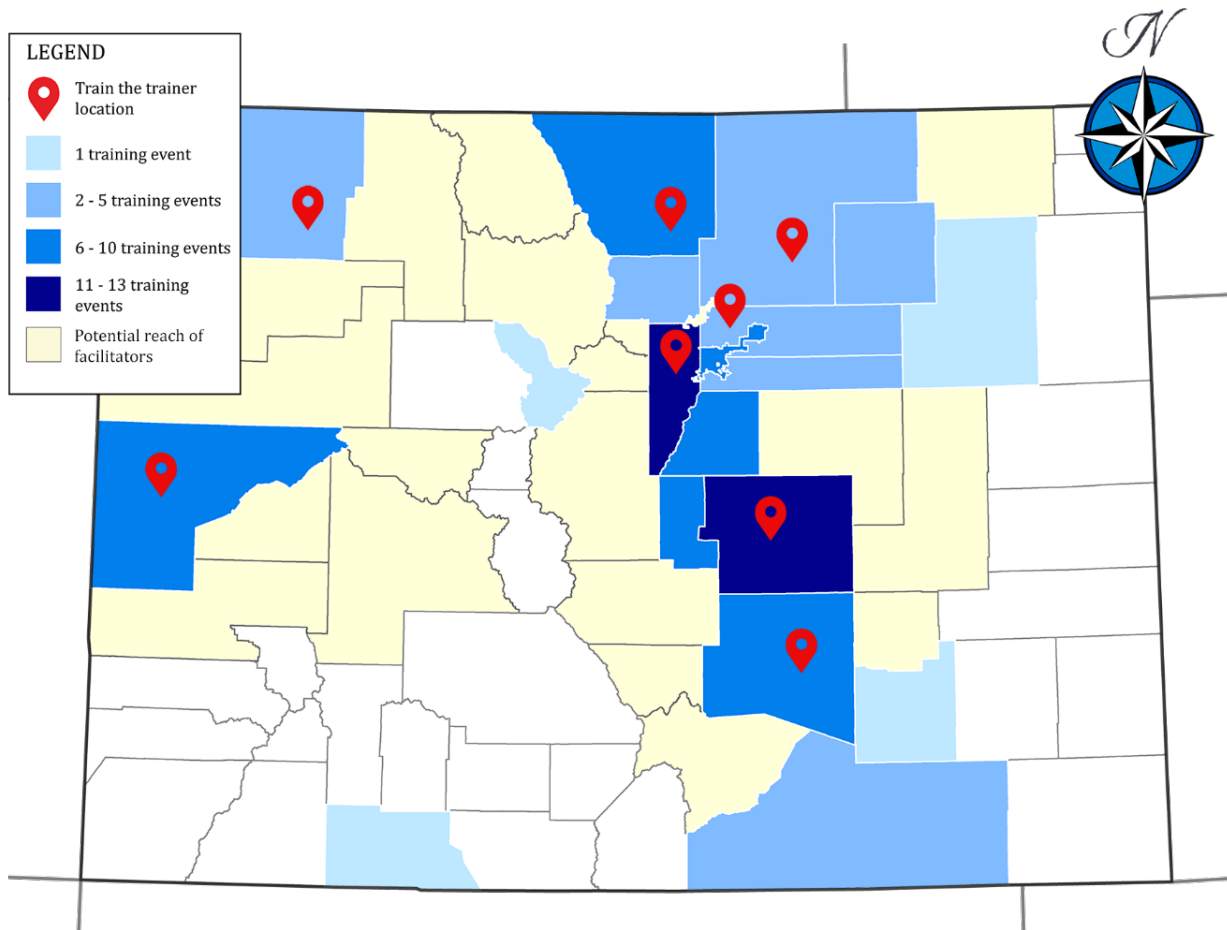 N
LEGEND
Train the trainer
location
1 training event
2 - 5 training events
6 - 10 training events
11 - 13 training
events
Potential reach of
facilitators